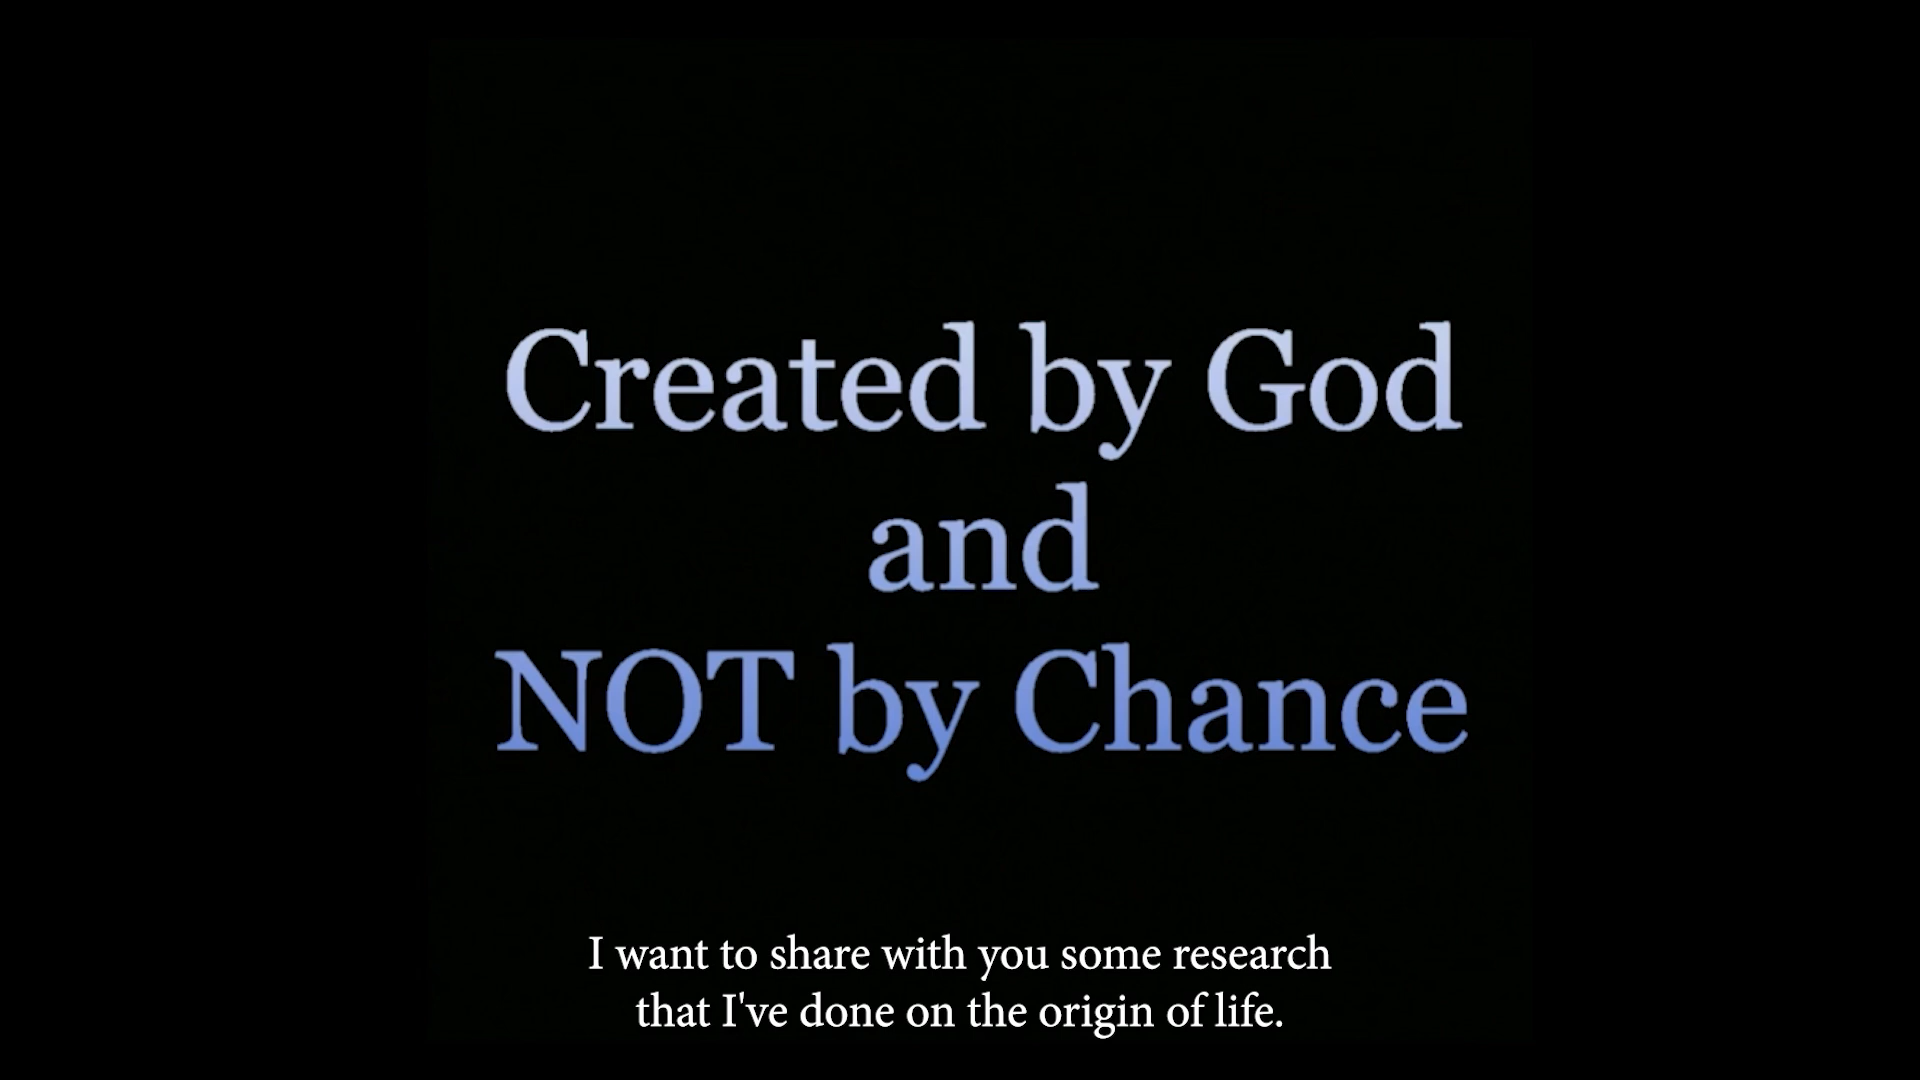 Created by God
and
NOT by Chance
I want to share with you some research
that I've done on the origin of life.